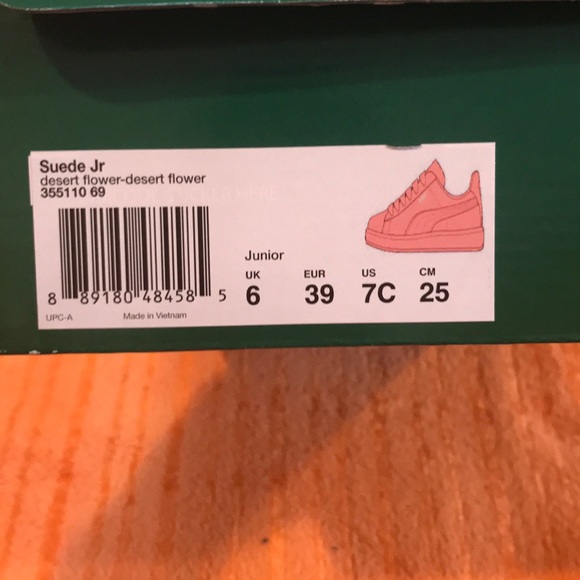 Suede Jr
desert flower-desert flower
355110 69
Junior
UK EUR US CM
6 39 7C 25
8 89180 48458 5
UPC-A Made in Vietnam